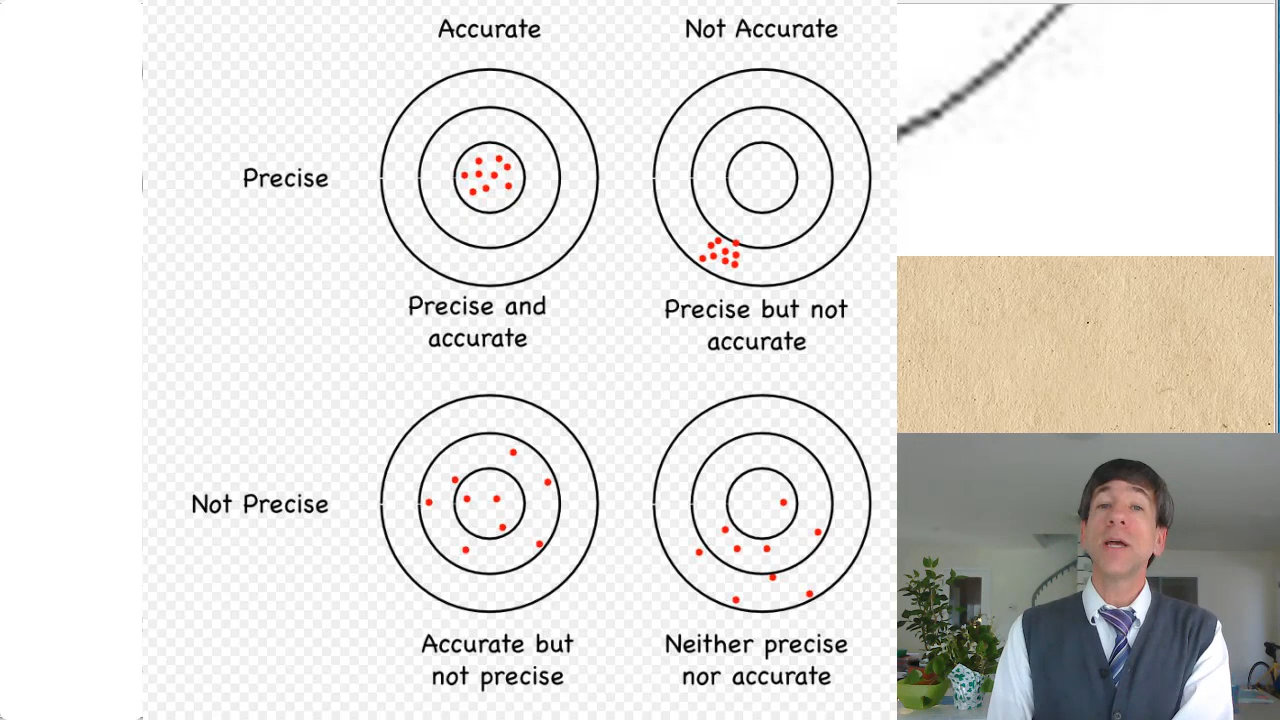 Accurate
Not Accurate
Precise
Precise and
accurate
Precise but not
accurate
Not Precise
Accurate but
not precise
Neither precise
nor accurate